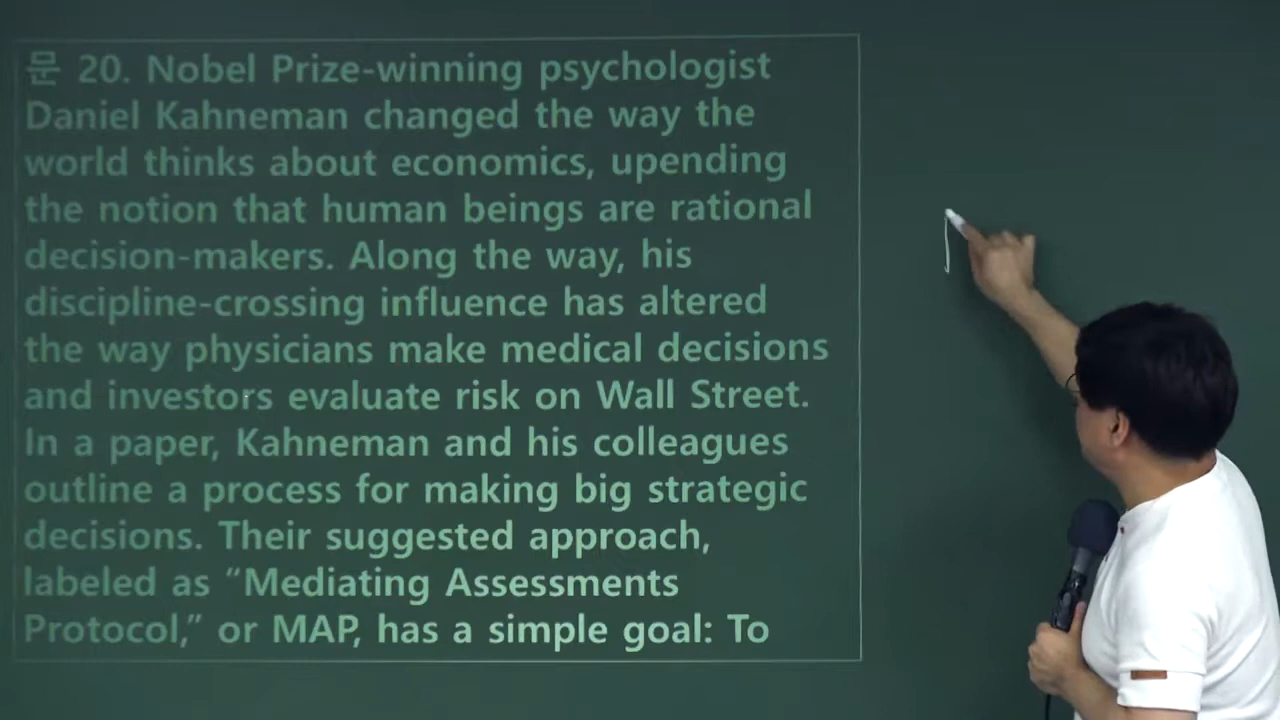 문 20. Nobel Prize-winning psychologist
Daniel Kahneman changed the way the
world thinks about economics, upending
the notion that human beings are rational
decision-makers. Along the way, his
discipline-crossing influence has altered
the way physicians make medical decisions
and investors evaluate risk on Wall Street.
In a paper, Kahneman and his colleagues
outline a process for making big strategic
decisions. Their suggested approach,
labeled as “Mediating Assessments
Protocol,” or MAP, has a simple goal: To